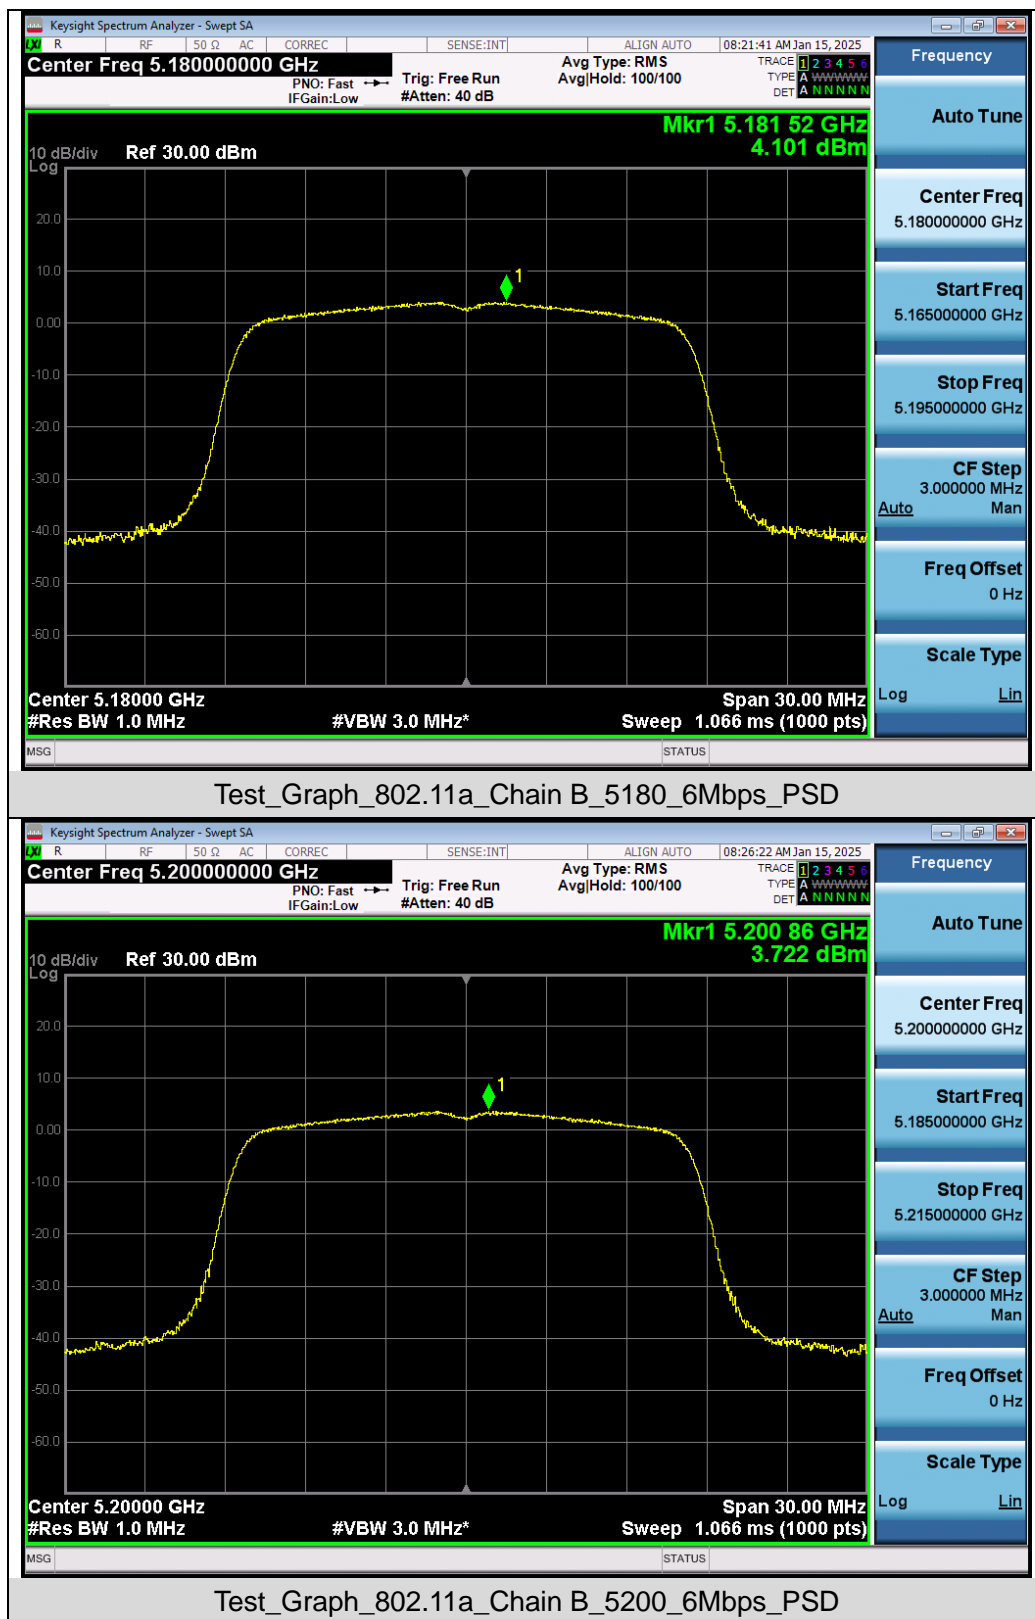 Keysight Spectrum Analyzer - Swept SA
LXI R RF 50 Ω AC CORREC SENSE:INT ALIGN AUTO 08:21:41 AM Jan 15, 2025
Center Freq 5.180000000 GHz
PNO: Fast
IFGain:Low
Trig: Free Run
#Atten: 40 dB
Avg Type: RMS
Avg|Hold: 100/100
TRACE 1 2 3 4 5 6
TYPE A WWWWW
DET A N N N N N
Mkr1 5.181 52 GHz
4.101 dBm
10 dB/div Ref 30.00 dBm
Log
20.0
10.0
0.00
-10.0
-20.0
-30.0
-40.0
-50.0
-60.0
1
Center 5.18000 GHz
Span 30.00 MHz
#Res BW 1.0 MHz
#VBW 3.0 MHz*
Sweep 1.066 ms (1000 pts)
MSG
STATUS
Frequency
Auto Tune
Center Freq
5.180000000 GHz
Start Freq
5.165000000 GHz
Stop Freq
5.195000000 GHz
CF Step
3.000000 MHz
Auto Man
Freq Offset
0 Hz
Scale Type
Log Lin
Test_Graph_802.11a_Chain B_5180_6Mbps_PSD
Keysight Spectrum Analyzer - Swept SA
LXI R RF 50 Ω AC CORREC SENSE:INT ALIGN AUTO 08:26:22 AM Jan 15, 2025
Center Freq 5.200000000 GHz
PNO: Fast
IFGain:Low
Trig: Free Run
#Atten: 40 dB
Avg Type: RMS
Avg|Hold: 100/100
TRACE 1 2 3 4 5 6
TYPE A WWWWW
DET A N N N N N
Mkr1 5.200 86 GHz
3.722 dBm
10 dB/div Ref 30.00 dBm
Log
20.0
10.0
0.00
-10.0
-20.0
-30.0
-40.0
-50.0
-60.0
1
Center 5.20000 GHz
Span 30.00 MHz
#Res BW 1.0 MHz
#VBW 3.0 MHz*
Sweep 1.066 ms (1000 pts)
MSG
STATUS
Frequency
Auto Tune
Center Freq
5.200000000 GHz
Start Freq
5.185000000 GHz
Stop Freq
5.215000000 GHz
CF Step
3.000000 MHz
Auto Man
Freq Offset
0 Hz
Scale Type
Log Lin
Test_Graph_802.11a_Chain B_5200_6Mbps_PSD